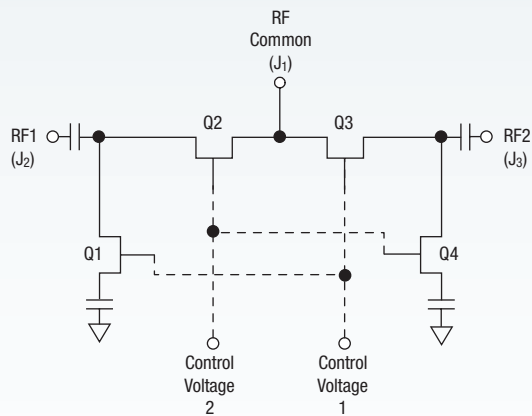 RF
Common
(J1)
RF1
(J2)
Q2
Q3
RF2
(J3)
Q1
Q4
Control
Voltage
2
Control
Voltage
1